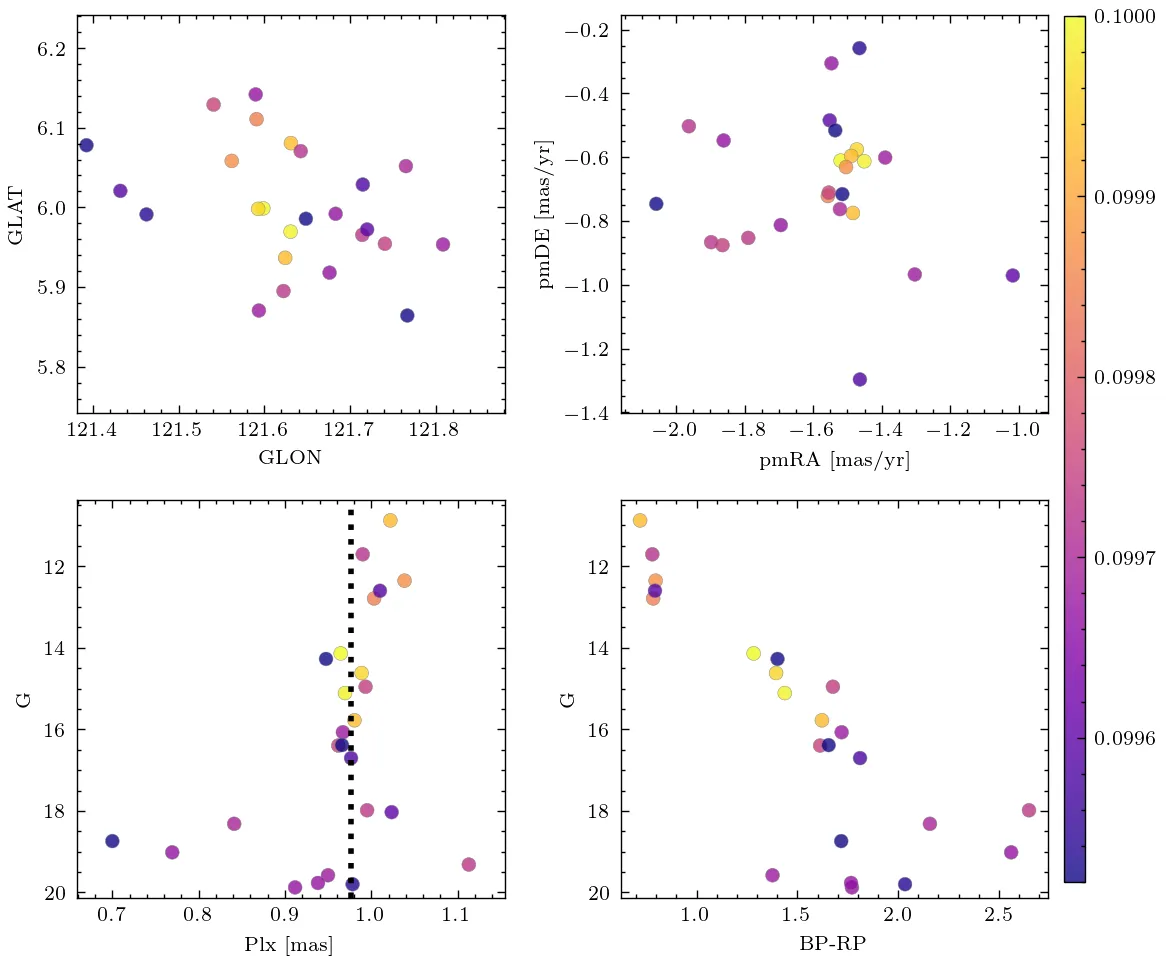 6.2
6.1
6.0
5.9
5.8
GLAT
121.4 121.5 121.6 121.7 121.8
GLON
−0.2
−0.4
−0.6
−0.8
−1.0
−1.2
−1.4
pmDE [mas/yr]
−2.0 −1.8 −1.6 −1.4 −1.2 −1.0
pmRA [mas/yr]
0.1000
0.0999
0.0998
0.0997
0.0996
12
14
16
18
20
G
0.7 0.8 0.9 1.0 1.1
Plx [mas]
12
14
16
18
20
G
1.0 1.5 2.0 2.5
BP-RP